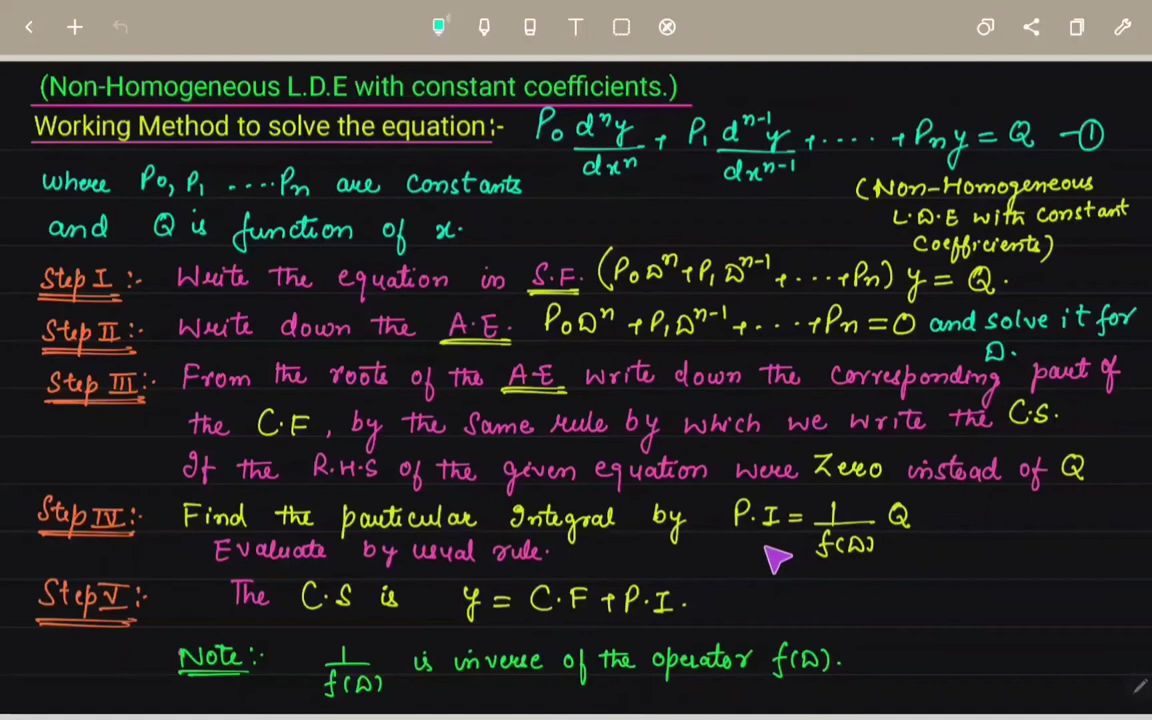 (Non-Homogeneous L.D.E with constant coefficients.)
Working Method to solve the equation:- P₀ dⁿy/dxⁿ + P₁ dⁿ⁻¹y/dxⁿ⁻¹ + ..... + Pₙy = Q —①
where P₀, P₁ ....Pₙ are Constants
and Q is function of x.
(Non-Homogeneous
L.D.E with Constant
Coefficients)
Step I :- Write the equation in S.F. (P₀Dⁿ+P₁Dⁿ⁻¹+.....+Pₙ) y = Q.
Step II :- Write down the A.E. P₀Dⁿ+P₁Dⁿ⁻¹+.....+Pₙ=0 and solve it for
D.
Step III :- From the roots of the A-E write down the corresponding part of
the C.F, by the same rule by which we write the C.S.
If the R.H.S of the given equation were Zero instead of Q
Step IV :- Find the particular Integral by P.I = 1/f(D) Q
Evaluate by usual rule.
Step V :- The C.S is y = C.F + P.I.
Note:- 1/f(D) is inverse of the operator f(D).